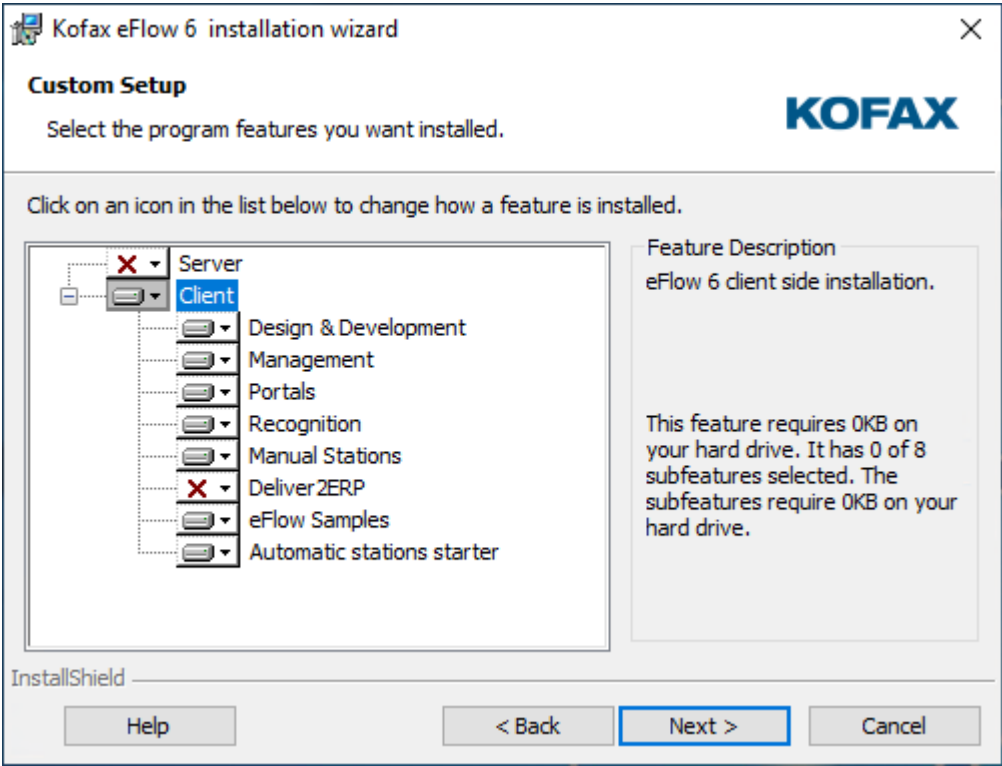 Kofax eFlow 6 installation wizard
Custom Setup
Select the program features you want installed.
KOFAX
Click on an icon in the list below to change how a feature is installed.
Server
Client
Design & Development
Management
Portals
Recognition
Manual Stations
Deliver2ERP
eFlow Samples
Automatic stations starter
Feature Description
eFlow 6 client side installation.
This feature requires 0KB on
your hard drive. It has 0 of 8
subfeatures selected. The
subfeatures require 0KB on your
hard drive.
InstallShield
Help
< Back
Next >
Cancel